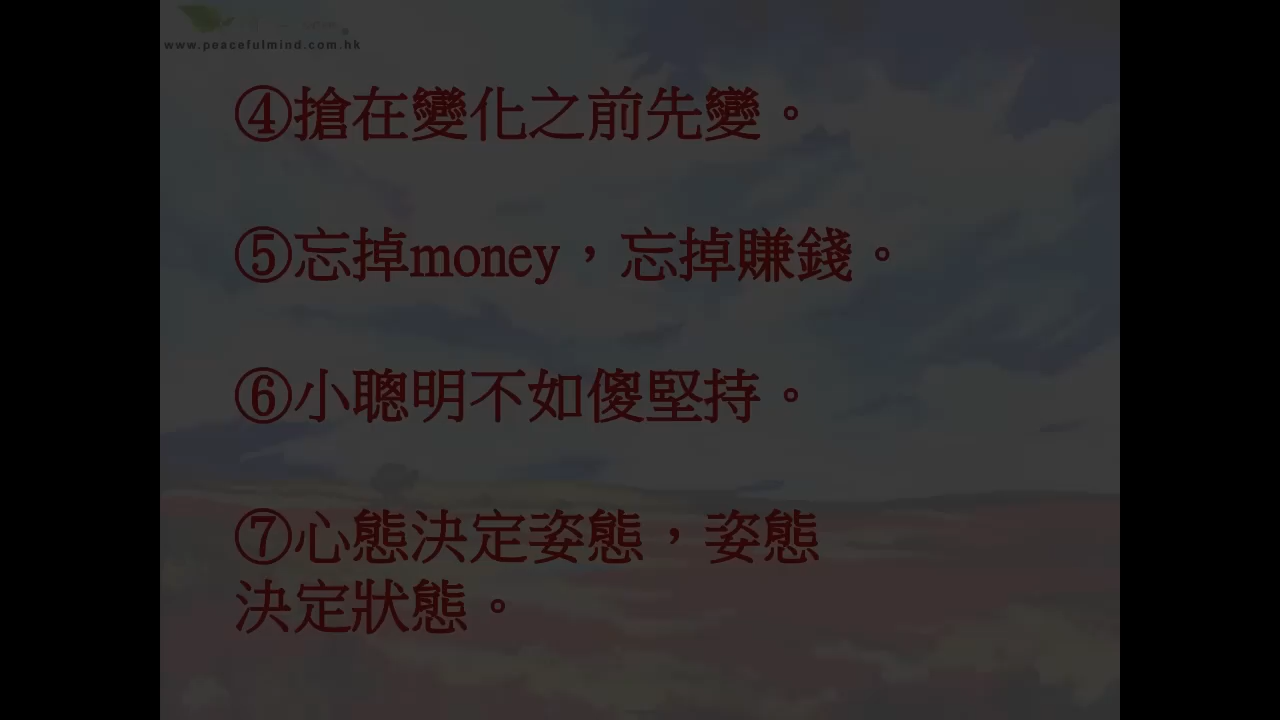 www.peacefulmind.com.hk
④搶在變化之前先變。
⑤忘掉money，忘掉賺錢。
⑥小聰明不如傻堅持。
⑦心態決定姿態，姿態
決定狀態。